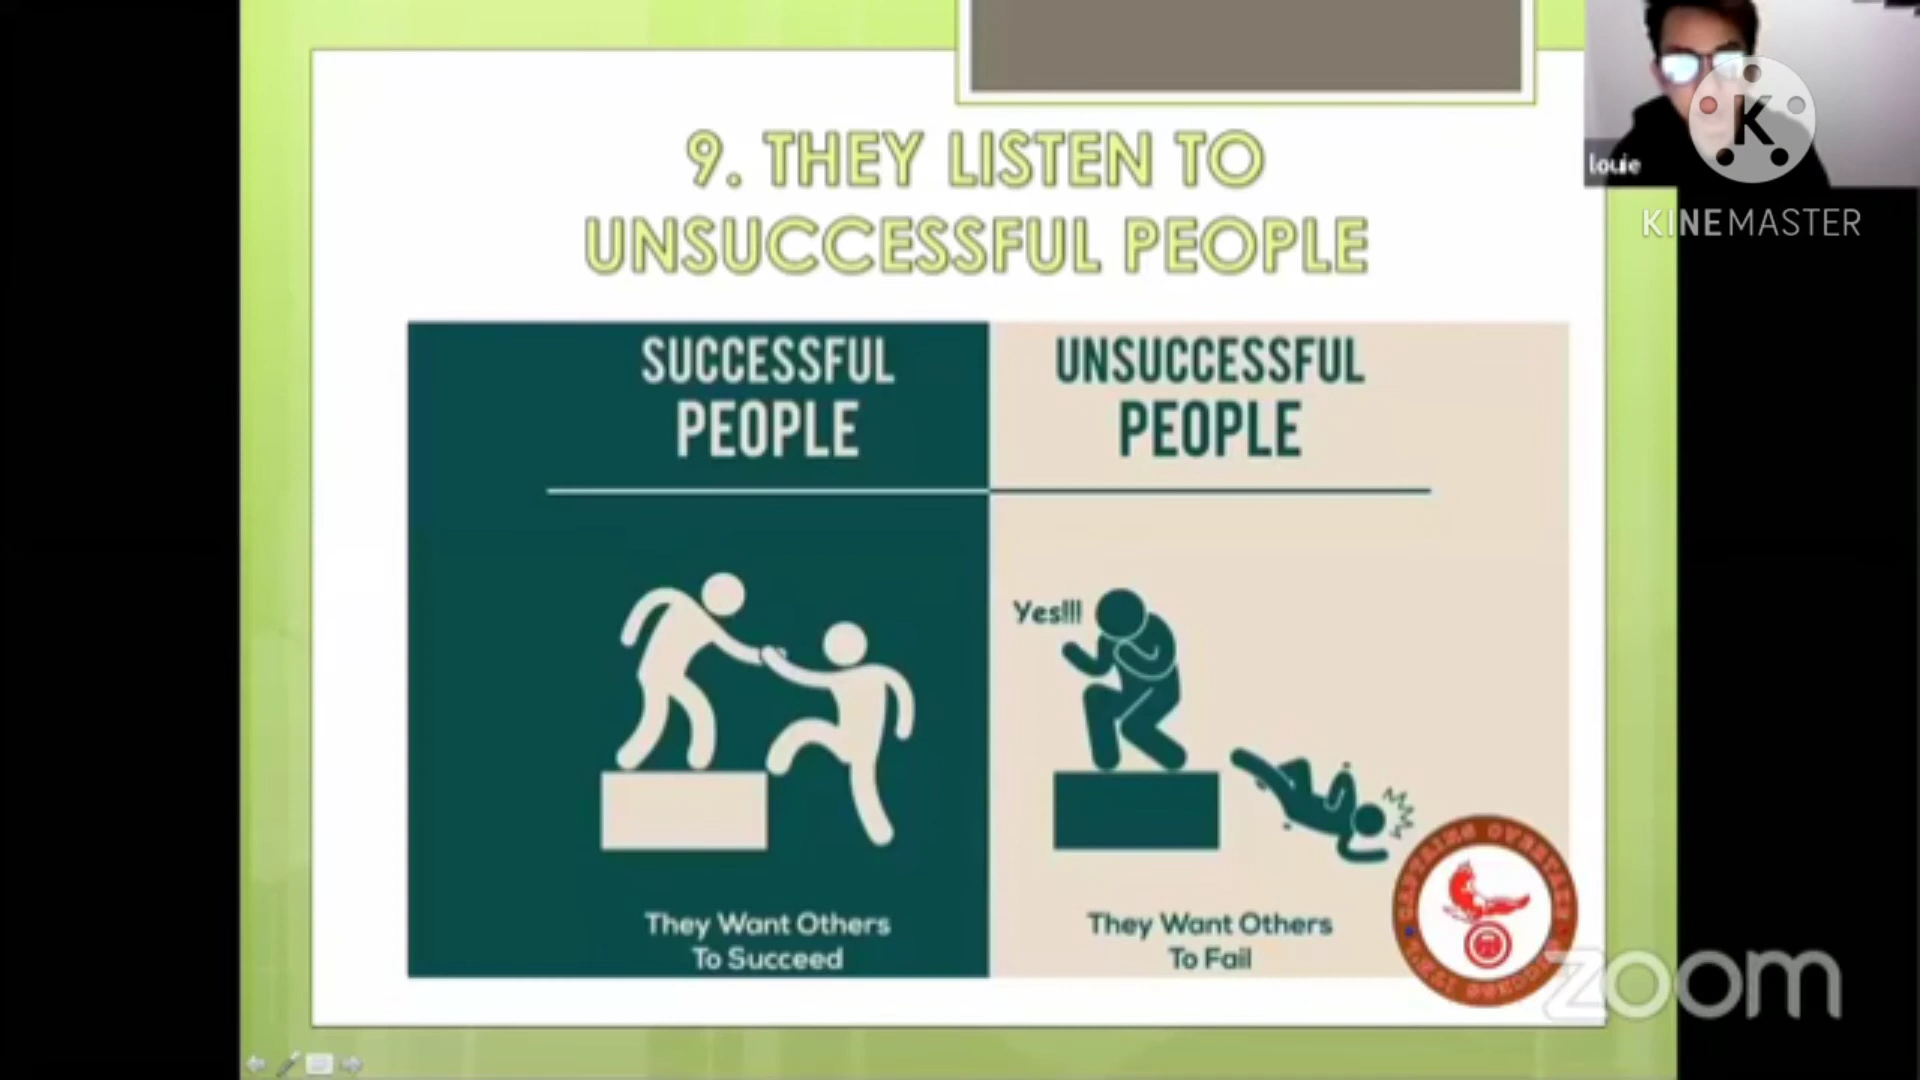 9. THEY LISTEN TO
UNSUCCESSFUL PEOPLE
louie
K
KINEMASTER
SUCCESSFUL
PEOPLE
UNSUCCESSFUL
PEOPLE
Yes!!!
They Want Others
To Succeed
They Want Others
To Fail
zoom